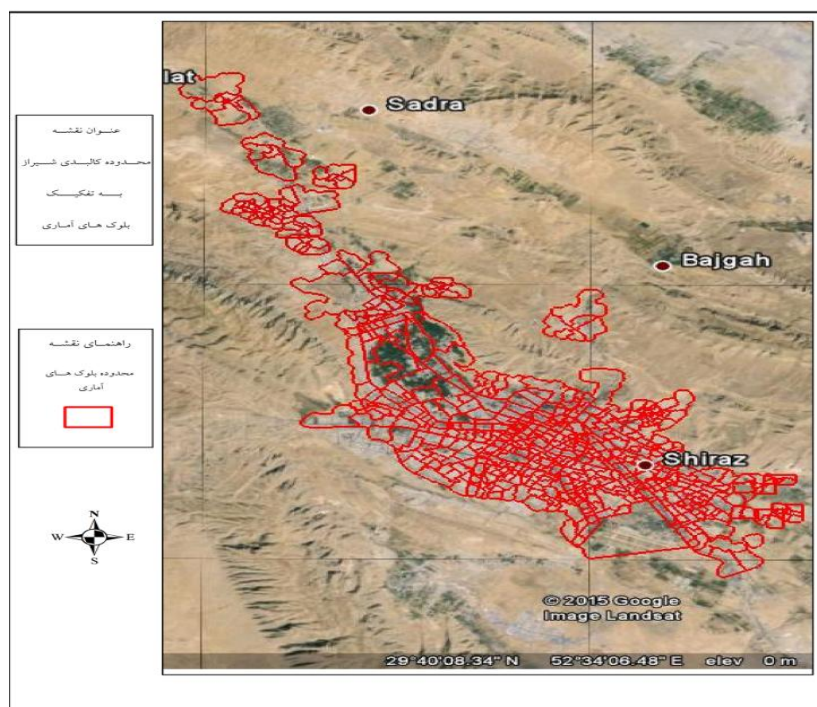 عنوان نقشه
محدوده کالبدی شیراز
به تفکیک
بلوک های آماری
راهنمای نقشه
محدوده بلوک های
آماری
N
W
E
S
lat
Sadra
Bajgah
Shiraz
© 2015 Google
Image Landsat
29°40'08.34" N 52°34'06.48" E elev 0 m